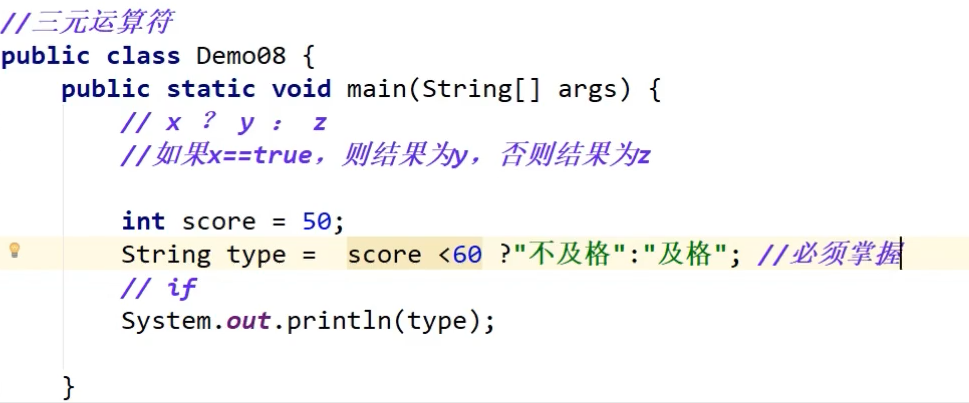 //三元运算符
public class Demo08 {
    public static void main(String[] args) {
        // x ? y : z
        //如果x==true，则结果为y，否则结果为z
        int score = 50;
        String type =  score <60 ?"不及格":"及格"; //必须掌握
        // if
        System.out.println(type);
    }